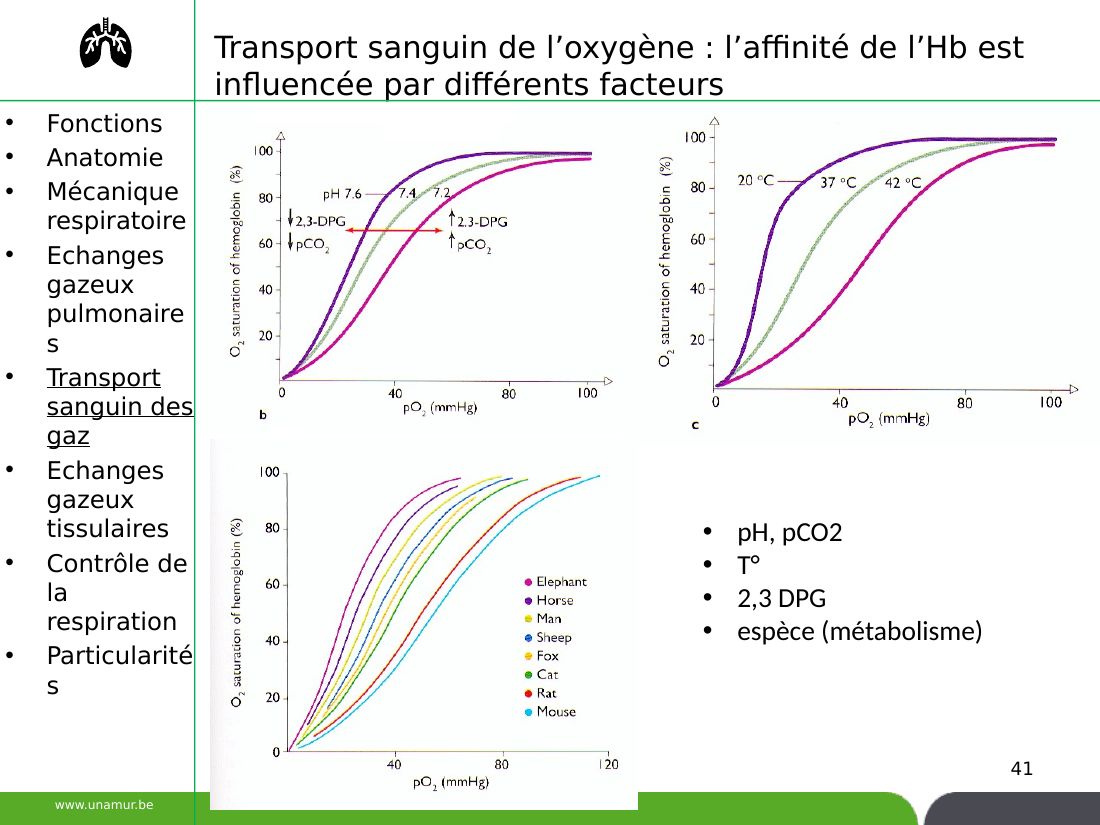 Transport sanguin de l’oxygène : l’affinité de l’Hb est
influencée par différents facteurs
• Fonctions
• Anatomie
• Mécanique
respiratoire
• Echanges
gazeux
pulmonaire
s
• Transport
sanguin des
gaz
• Echanges
gazeux
tissulaires
• Contrôle de
la
respiration
• Particularité
s
O2 saturation of hemoglobin (%)
100
80
60
40
20
pH 7.6
7.4
7.2
↓ 2,3-DPG
↑ 2,3-DPG
↓ pCO2
↑ pCO2
0
40
80
100
pO2 (mmHg)
b
O2 saturation of hemoglobin (%)
100
80
60
40
20
20 °C
37 °C
42 °C
0
40
80
100
pO2 (mmHg)
c
O2 saturation of hemoglobin (%)
100
80
60
40
20
0
Elephant
Horse
Man
Sheep
Fox
Cat
Rat
Mouse
40
80
120
pO2 (mmHg)
• pH, pCO2
• T°
• 2,3 DPG
• espèce (métabolisme)
41
www.unamur.be